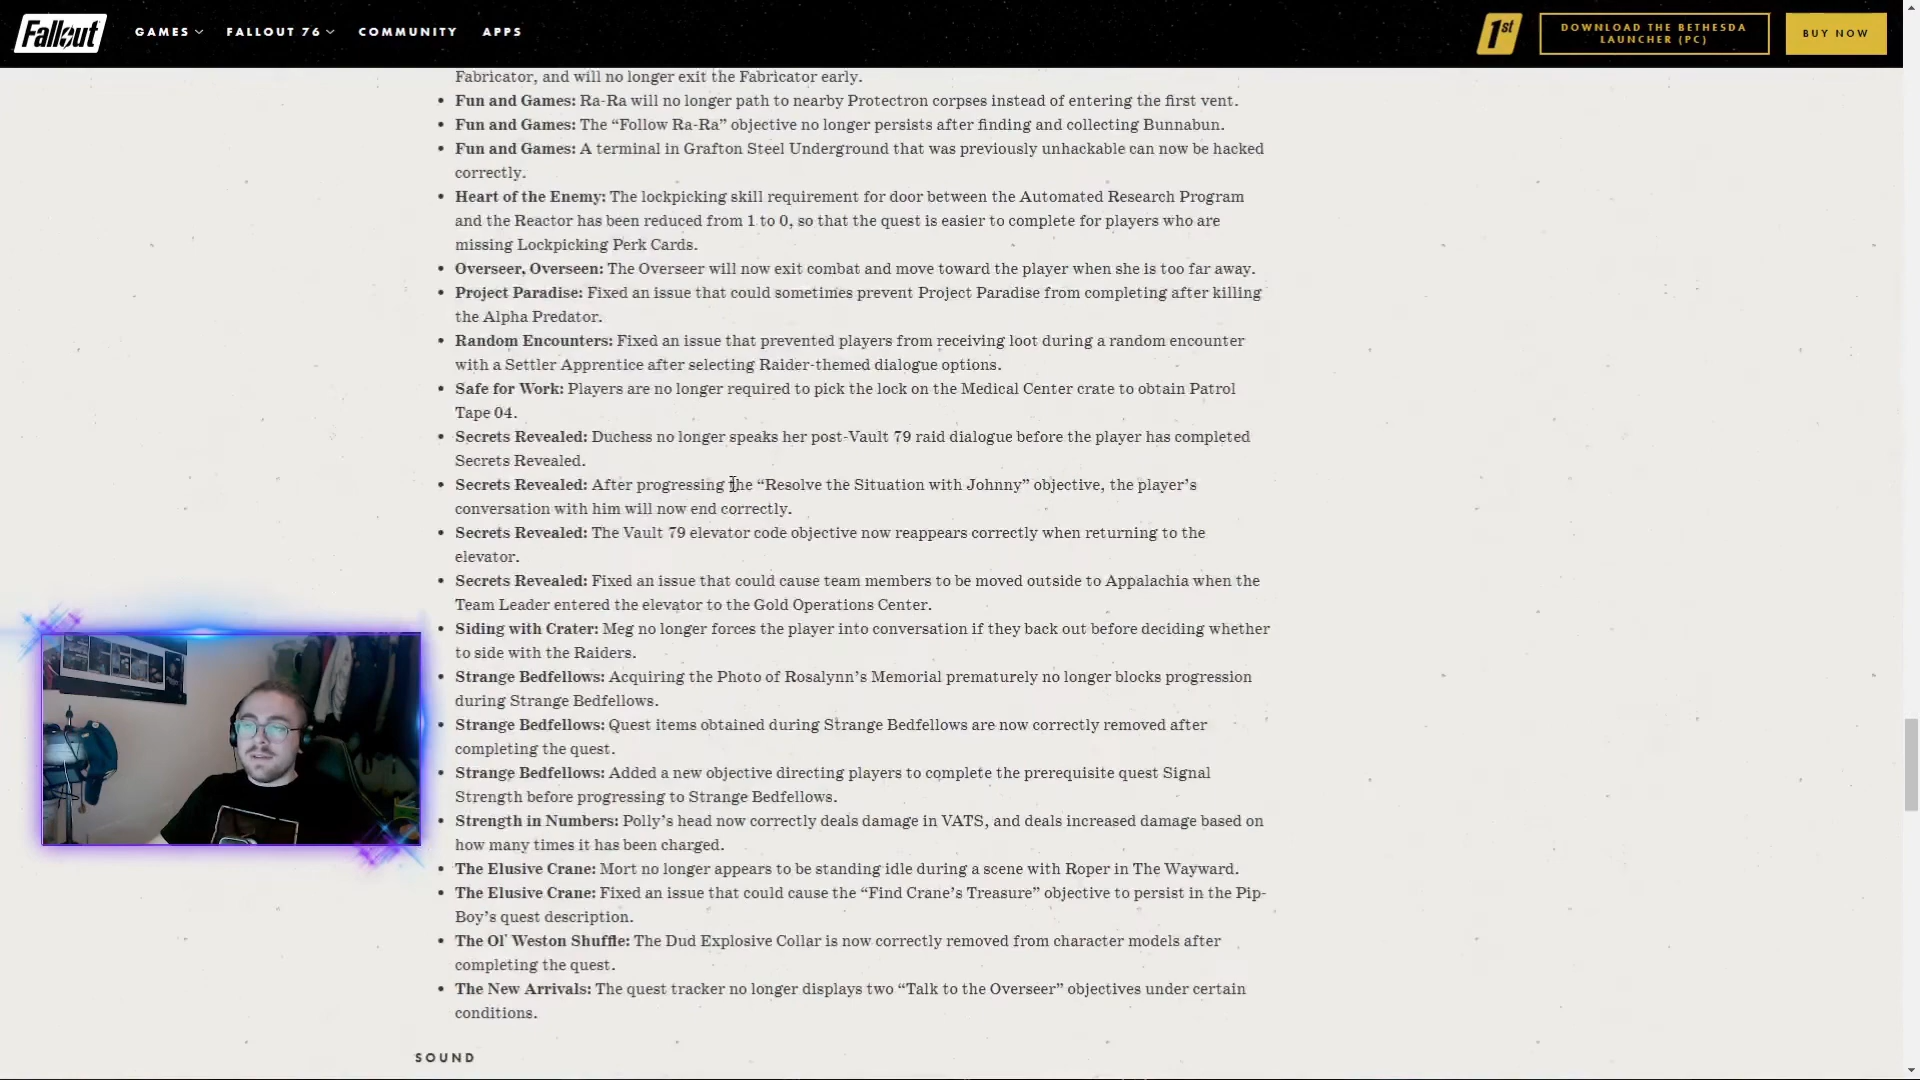 Fallout
GAMES
FALLOUT 76
COMMUNITY
APPS
1st
DOWNLOAD THE BETHESDA
LAUNCHER (PC)
BUY NOW
Fabricator, and will no longer exit the Fabricator early.
• Fun and Games: Ra-Ra will no longer path to nearby Protectron corpses instead of entering the first vent.
• Fun and Games: The “Follow Ra-Ra” objective no longer persists after finding and collecting Bunnabun.
• Fun and Games: A terminal in Grafton Steel Underground that was previously unhackable can now be hacked
correctly.
• Heart of the Enemy: The lockpicking skill requirement for door between the Automated Research Program
and the Reactor has been reduced from 1 to 0, so that the quest is easier to complete for players who are
missing Lockpicking Perk Cards.
• Overseer, Overseen: The Overseer will now exit combat and move toward the player when she is too far away.
• Project Paradise: Fixed an issue that could sometimes prevent Project Paradise from completing after killing
the Alpha Predator.
• Random Encounters: Fixed an issue that prevented players from receiving loot during a random encounter
with a Settler Apprentice after selecting Raider-themed dialogue options.
• Safe for Work: Players are no longer required to pick the lock on the Medical Center crate to obtain Patrol
Tape 04.
• Secrets Revealed: Duchess no longer speaks her post-Vault 79 raid dialogue before the player has completed
Secrets Revealed.
• Secrets Revealed: After progressing the “Resolve the Situation with Johnny” objective, the player’s
conversation with him will now end correctly.
• Secrets Revealed: The Vault 79 elevator code objective now reappears correctly when returning to the
elevator.
• Secrets Revealed: Fixed an issue that could cause team members to be moved outside to Appalachia when the
Team Leader entered the elevator to the Gold Operations Center.
• Siding with Crater: Meg no longer forces the player into conversation if they back out before deciding whether
to side with the Raiders.
• Strange Bedfellows: Acquiring the Photo of Rosalynn’s Memorial prematurely no longer blocks progression
during Strange Bedfellows.
• Strange Bedfellows: Quest items obtained during Strange Bedfellows are now correctly removed after
completing the quest.
• Strange Bedfellows: Added a new objective directing players to complete the prerequisite quest Signal
Strength before progressing to Strange Bedfellows.
• Strength in Numbers: Polly’s head now correctly deals damage in VATS, and deals increased damage based on
how many times it has been charged.
• The Elusive Crane: Mort no longer appears to be standing idle during a scene with Roper in The Wayward.
• The Elusive Crane: Fixed an issue that could cause the “Find Crane’s Treasure” objective to persist in the Pip-
Boy’s quest description.
• The Ol’ Weston Shuffle: The Dud Explosive Collar is now correctly removed from character models after
completing the quest.
• The New Arrivals: The quest tracker no longer displays two “Talk to the Overseer” objectives under certain
conditions.
SOUND